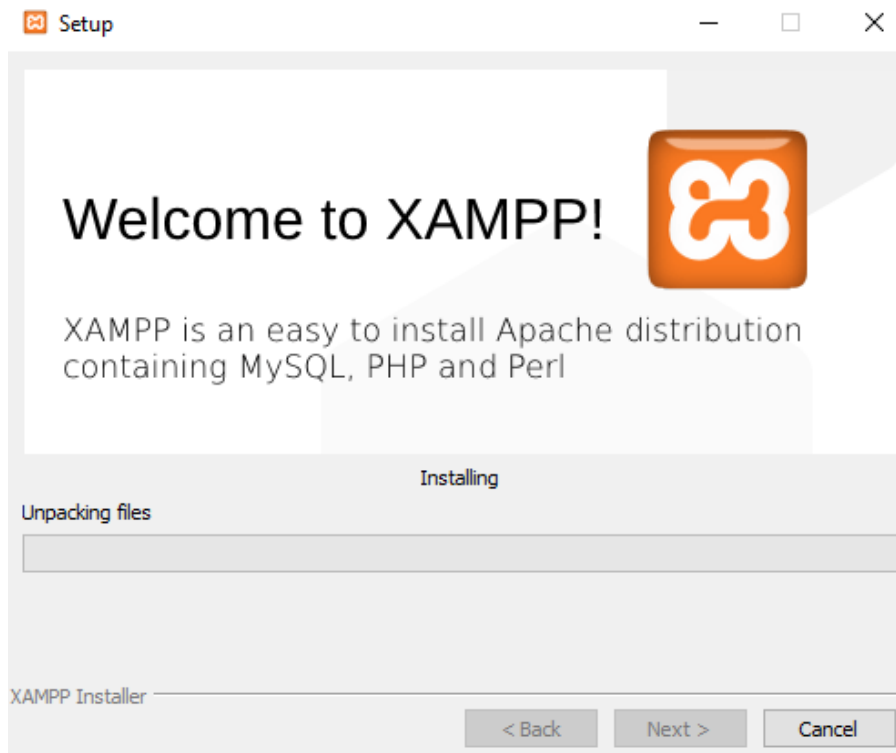 Setup
Welcome to XAMPP!
XAMPP is an easy to install Apache distribution
containing MySQL, PHP and Perl
Installing
Unpacking files
XAMPP Installer
< Back
Next >
Cancel